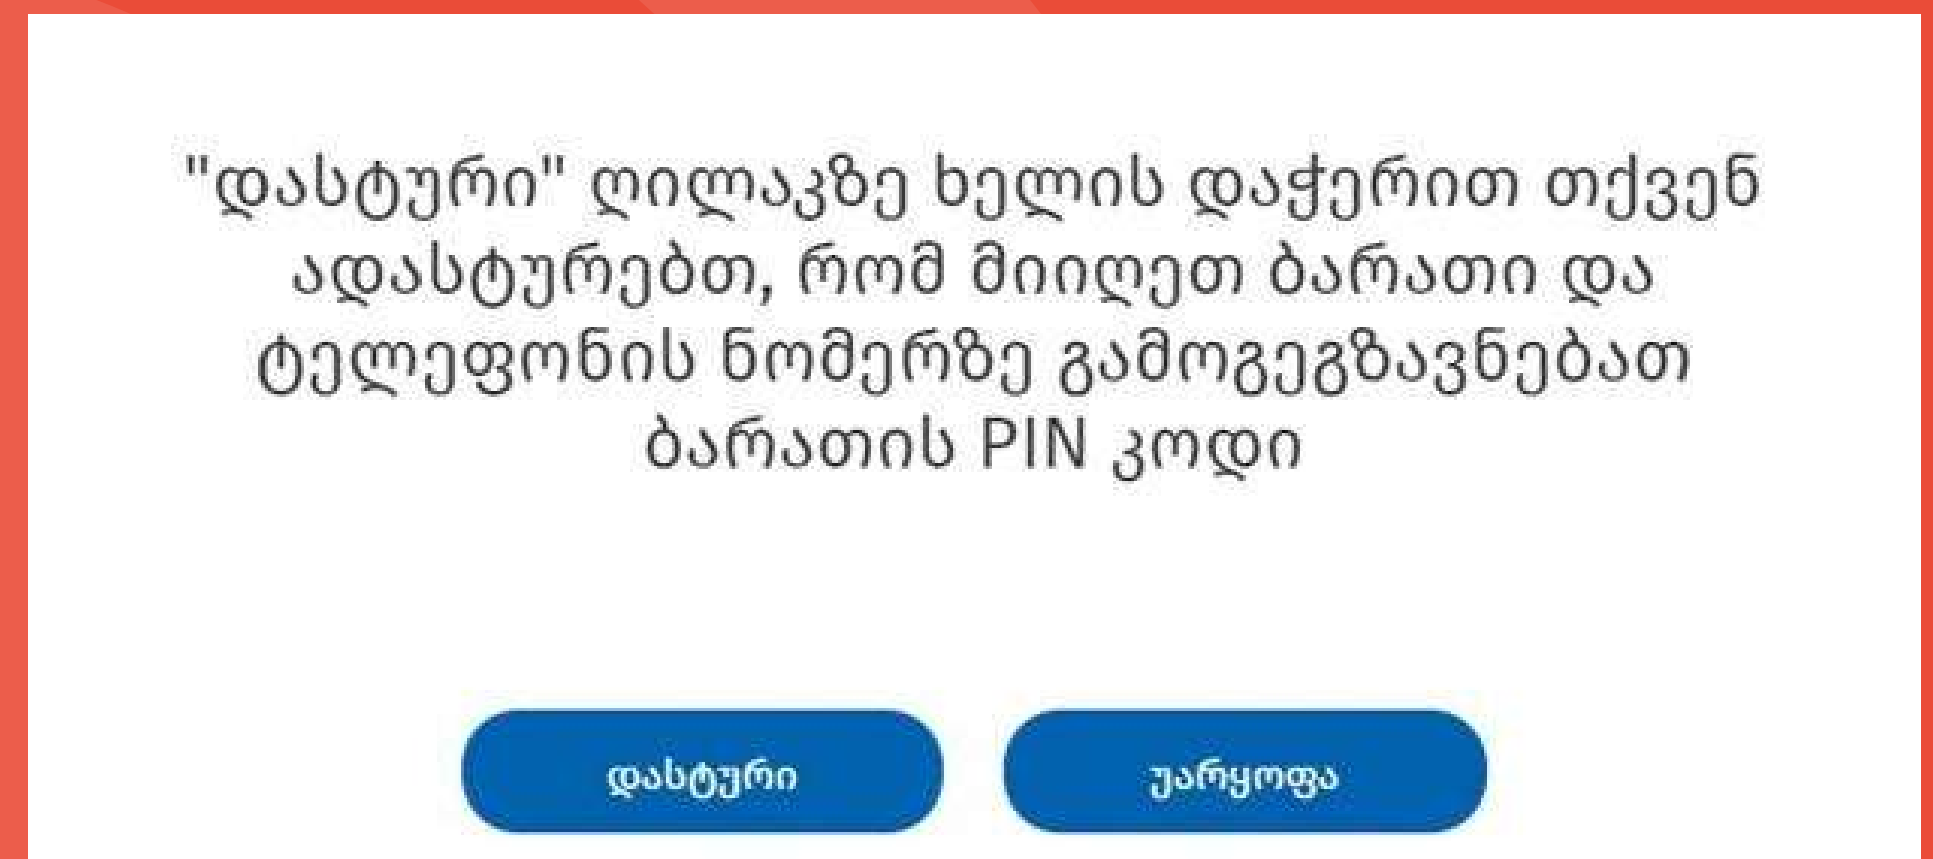 "დასტური" ღილაკზე ხელის დაჭერით თქვენ
ადასტურებთ, რომ მიიღეთ ბარათი და
ტელეფონის ნომერზე გამოგეგზავნებათ
ბარათის PIN კოდი
დასტური
უარყოფა